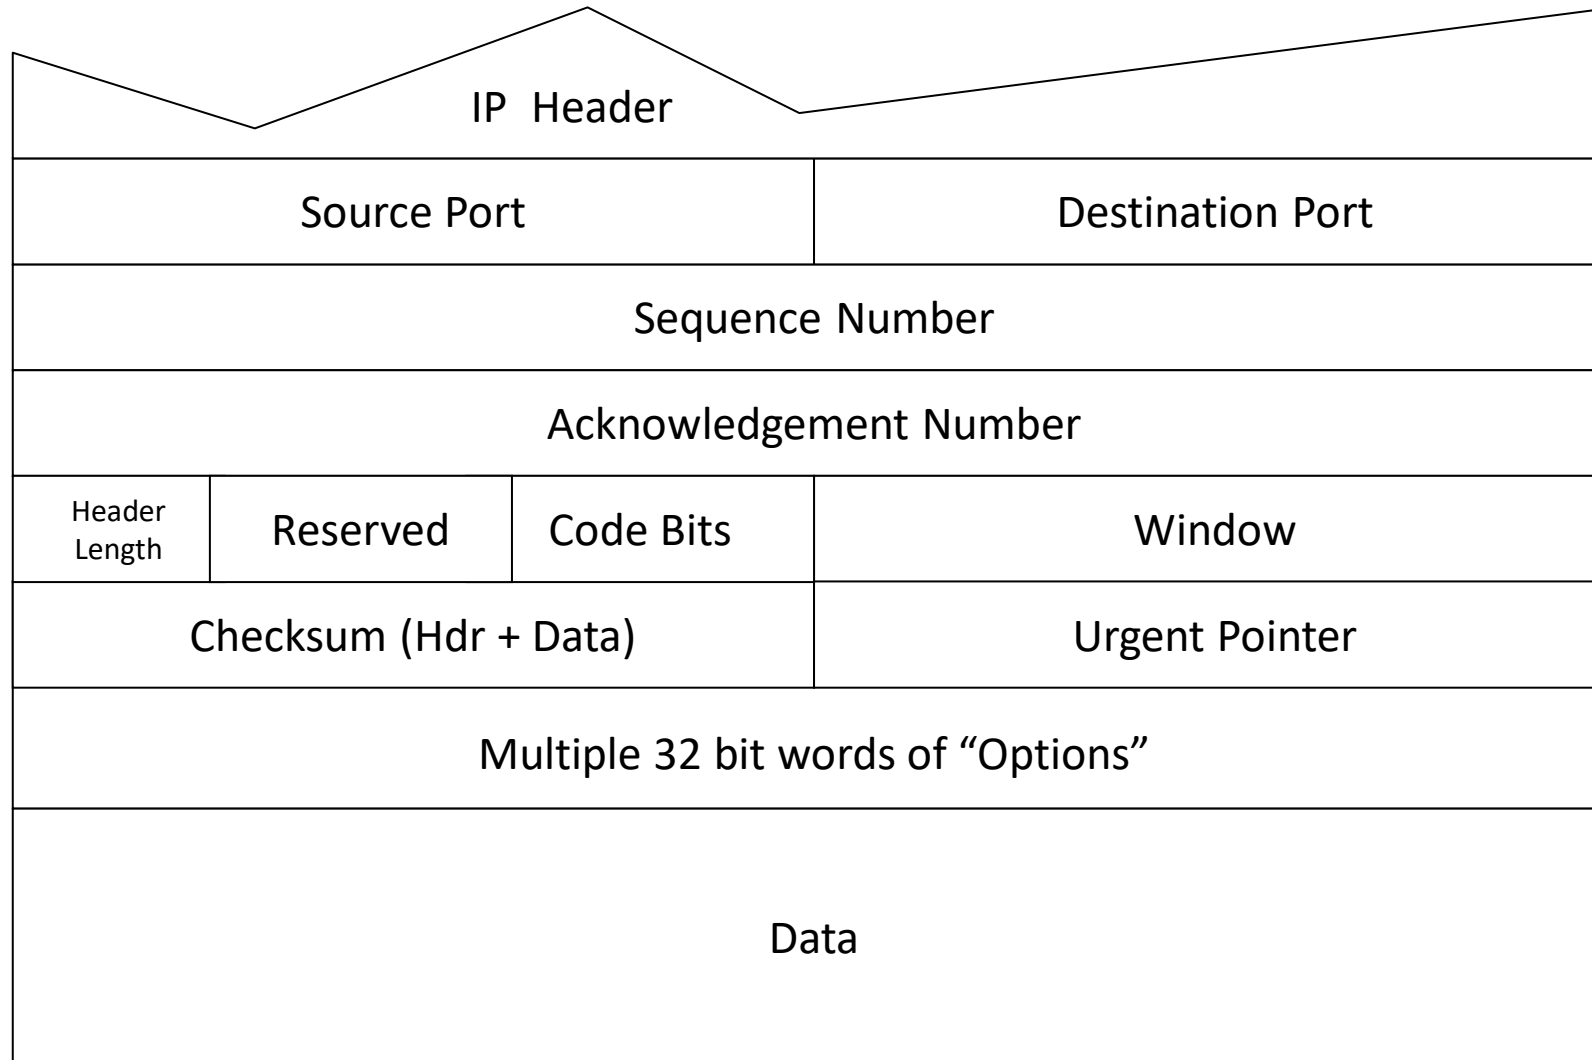 IP  Header
Source Port
Destination Port
Sequence Number
Acknowledgement Number
Header
Length
Reserved
Code Bits
Window
Checksum (Hdr + Data)
Urgent Pointer
Multiple 32 bit words of “Options”
Data